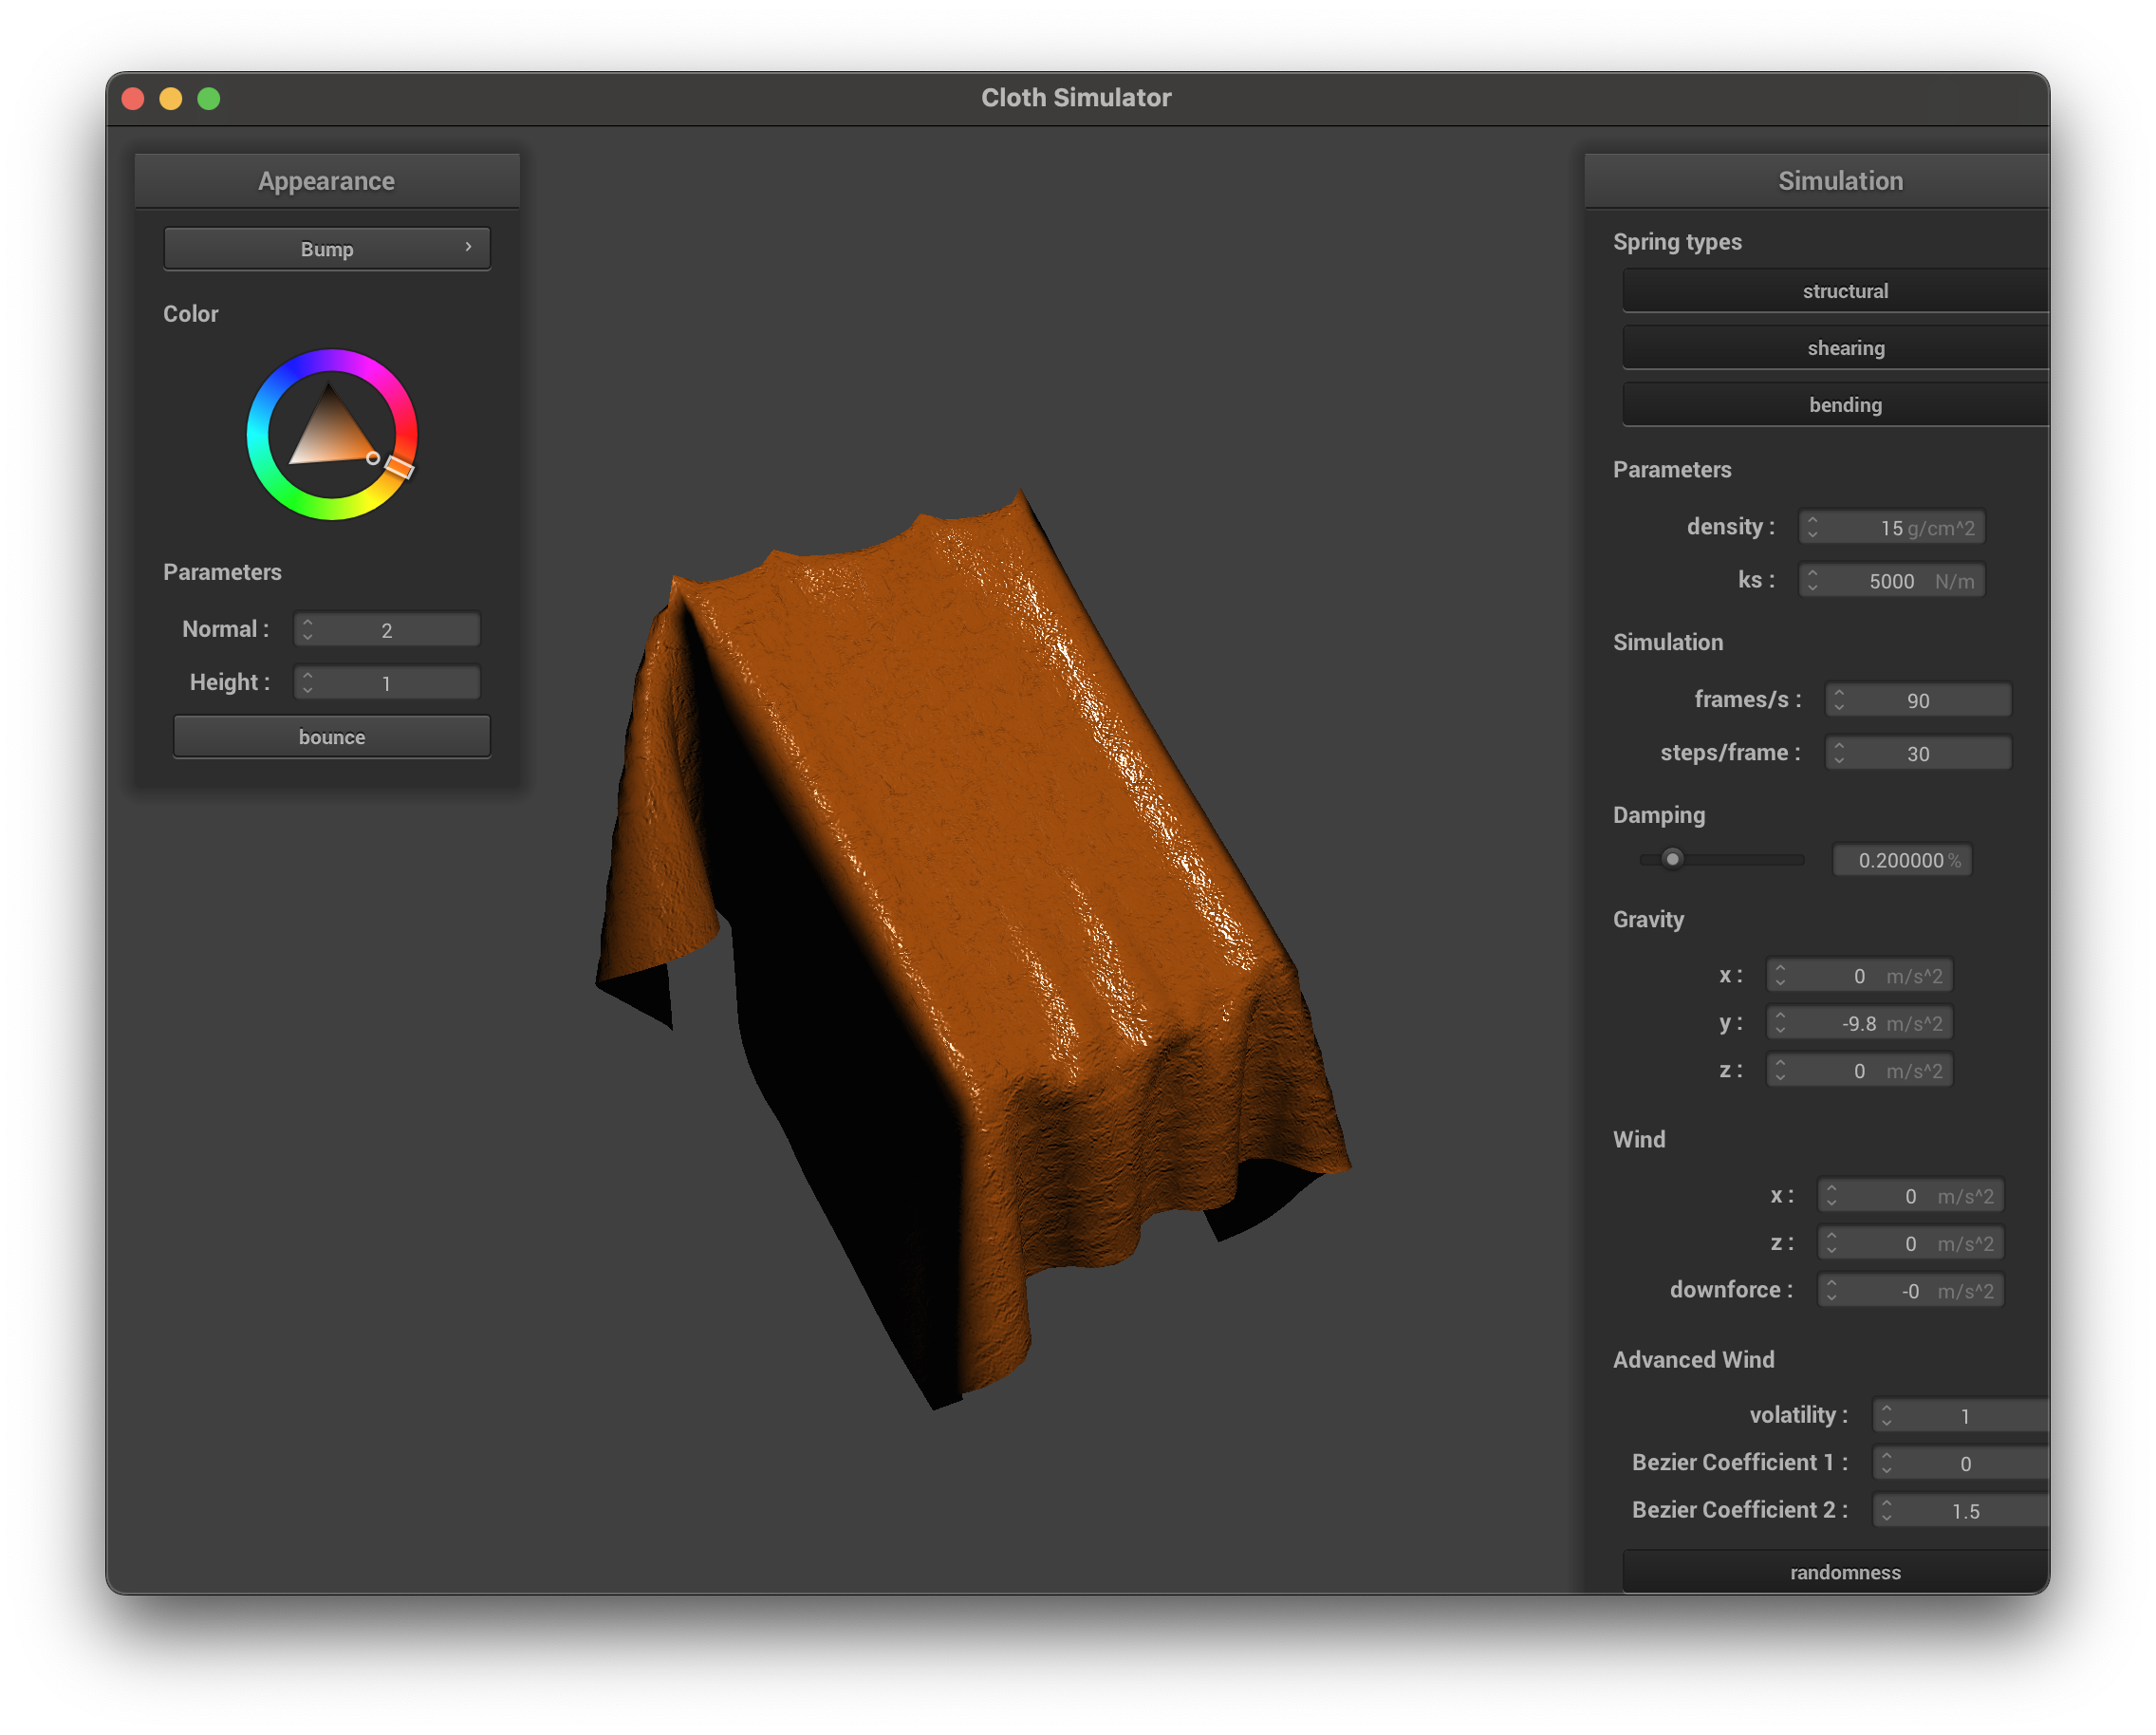 Cloth Simulator
Appearance
Bump
Color
Parameters
Normal : 2
Height : 1
bounce
Simulation
Spring types
structural
shearing
bending
Parameters
density : 15 g/cm^2
ks : 5000 N/m
Simulation
frames/s : 90
steps/frame : 30
Damping
0.200000 %
Gravity
x : 0 m/s^2
y : -9.8 m/s^2
z : 0 m/s^2
Wind
x : 0 m/s^2
z : 0 m/s^2
downforce : -0 m/s^2
Advanced Wind
volatility : 1
Bezier Coefficient 1 : 0
Bezier Coefficient 2 : 1.5
randomness